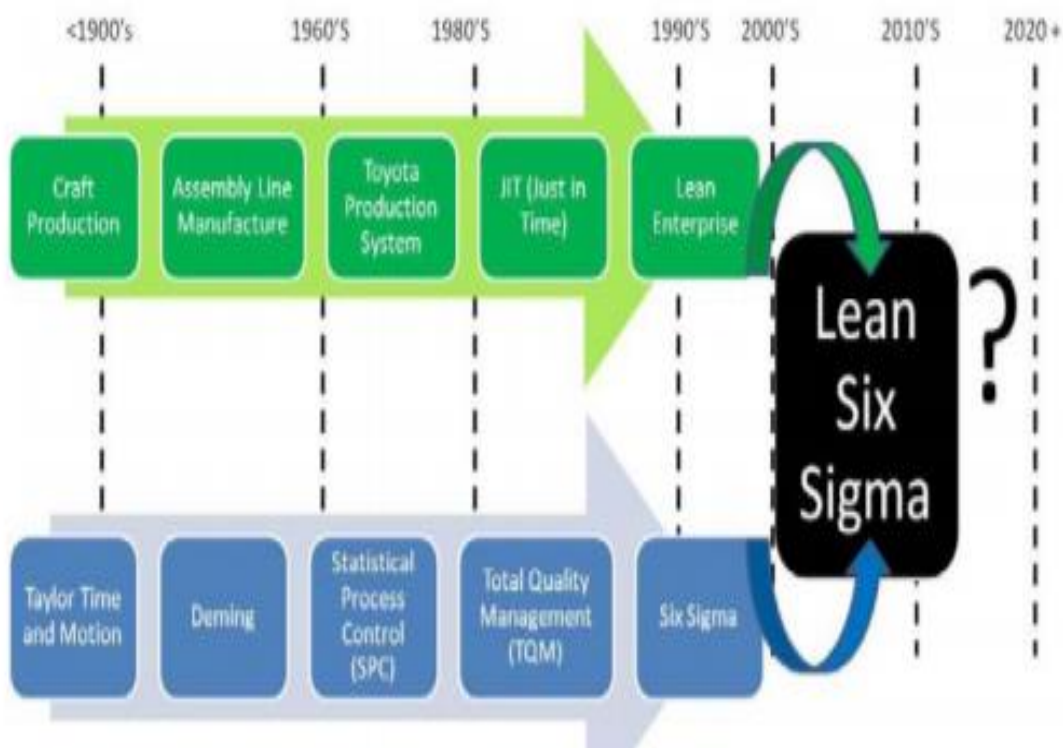 <1900's 1960'S 1980'S 1990'S 2000'S 2010'S 2020 +
Craft
Production
Assembly Line
Manufacture
Toyota
Production
System
JIT (Just in
Time)
Lean
Enterprise
Lean
Six
Sigma
?
Taylor Time
and Motion
Deming
Statistical
Process
Control
(SPC)
Total Quality
Management
(TQM)
Six Sigma